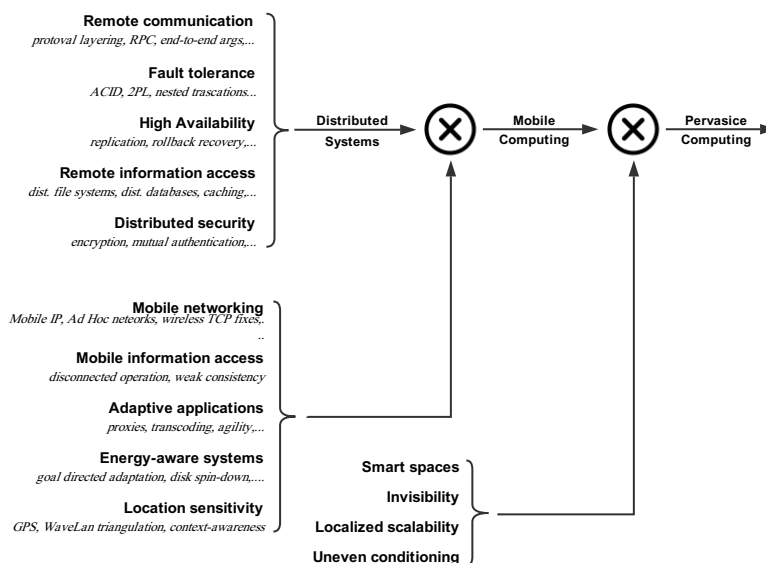 Remote communication
protoval layering, RPC, end-to-end args,...
Fault tolerance
ACID, 2PL, nested trascations...
High Availability
replication, rollback recovery,...
Remote information access
dist. file systems, dist. databases, caching,...
Distributed security
encryption, mutual authentication,...
Distributed
Systems
Mobile
Computing
Pervasice
Computing
Mobile networking
Mobile IP, Ad Hoc neteorks, wireless TCP fixes,.
..
Mobile information access
disconnected operation, weak consistency
Adaptive applications
proxies, transcoding, agility,...
Energy-aware systems
goal directed adaptation, disk spin-down,....
Location sensitivity
GPS, WaveLan triangulation, context-awareness
Smart spaces
Invisibility
Localized scalability
Uneven conditioning